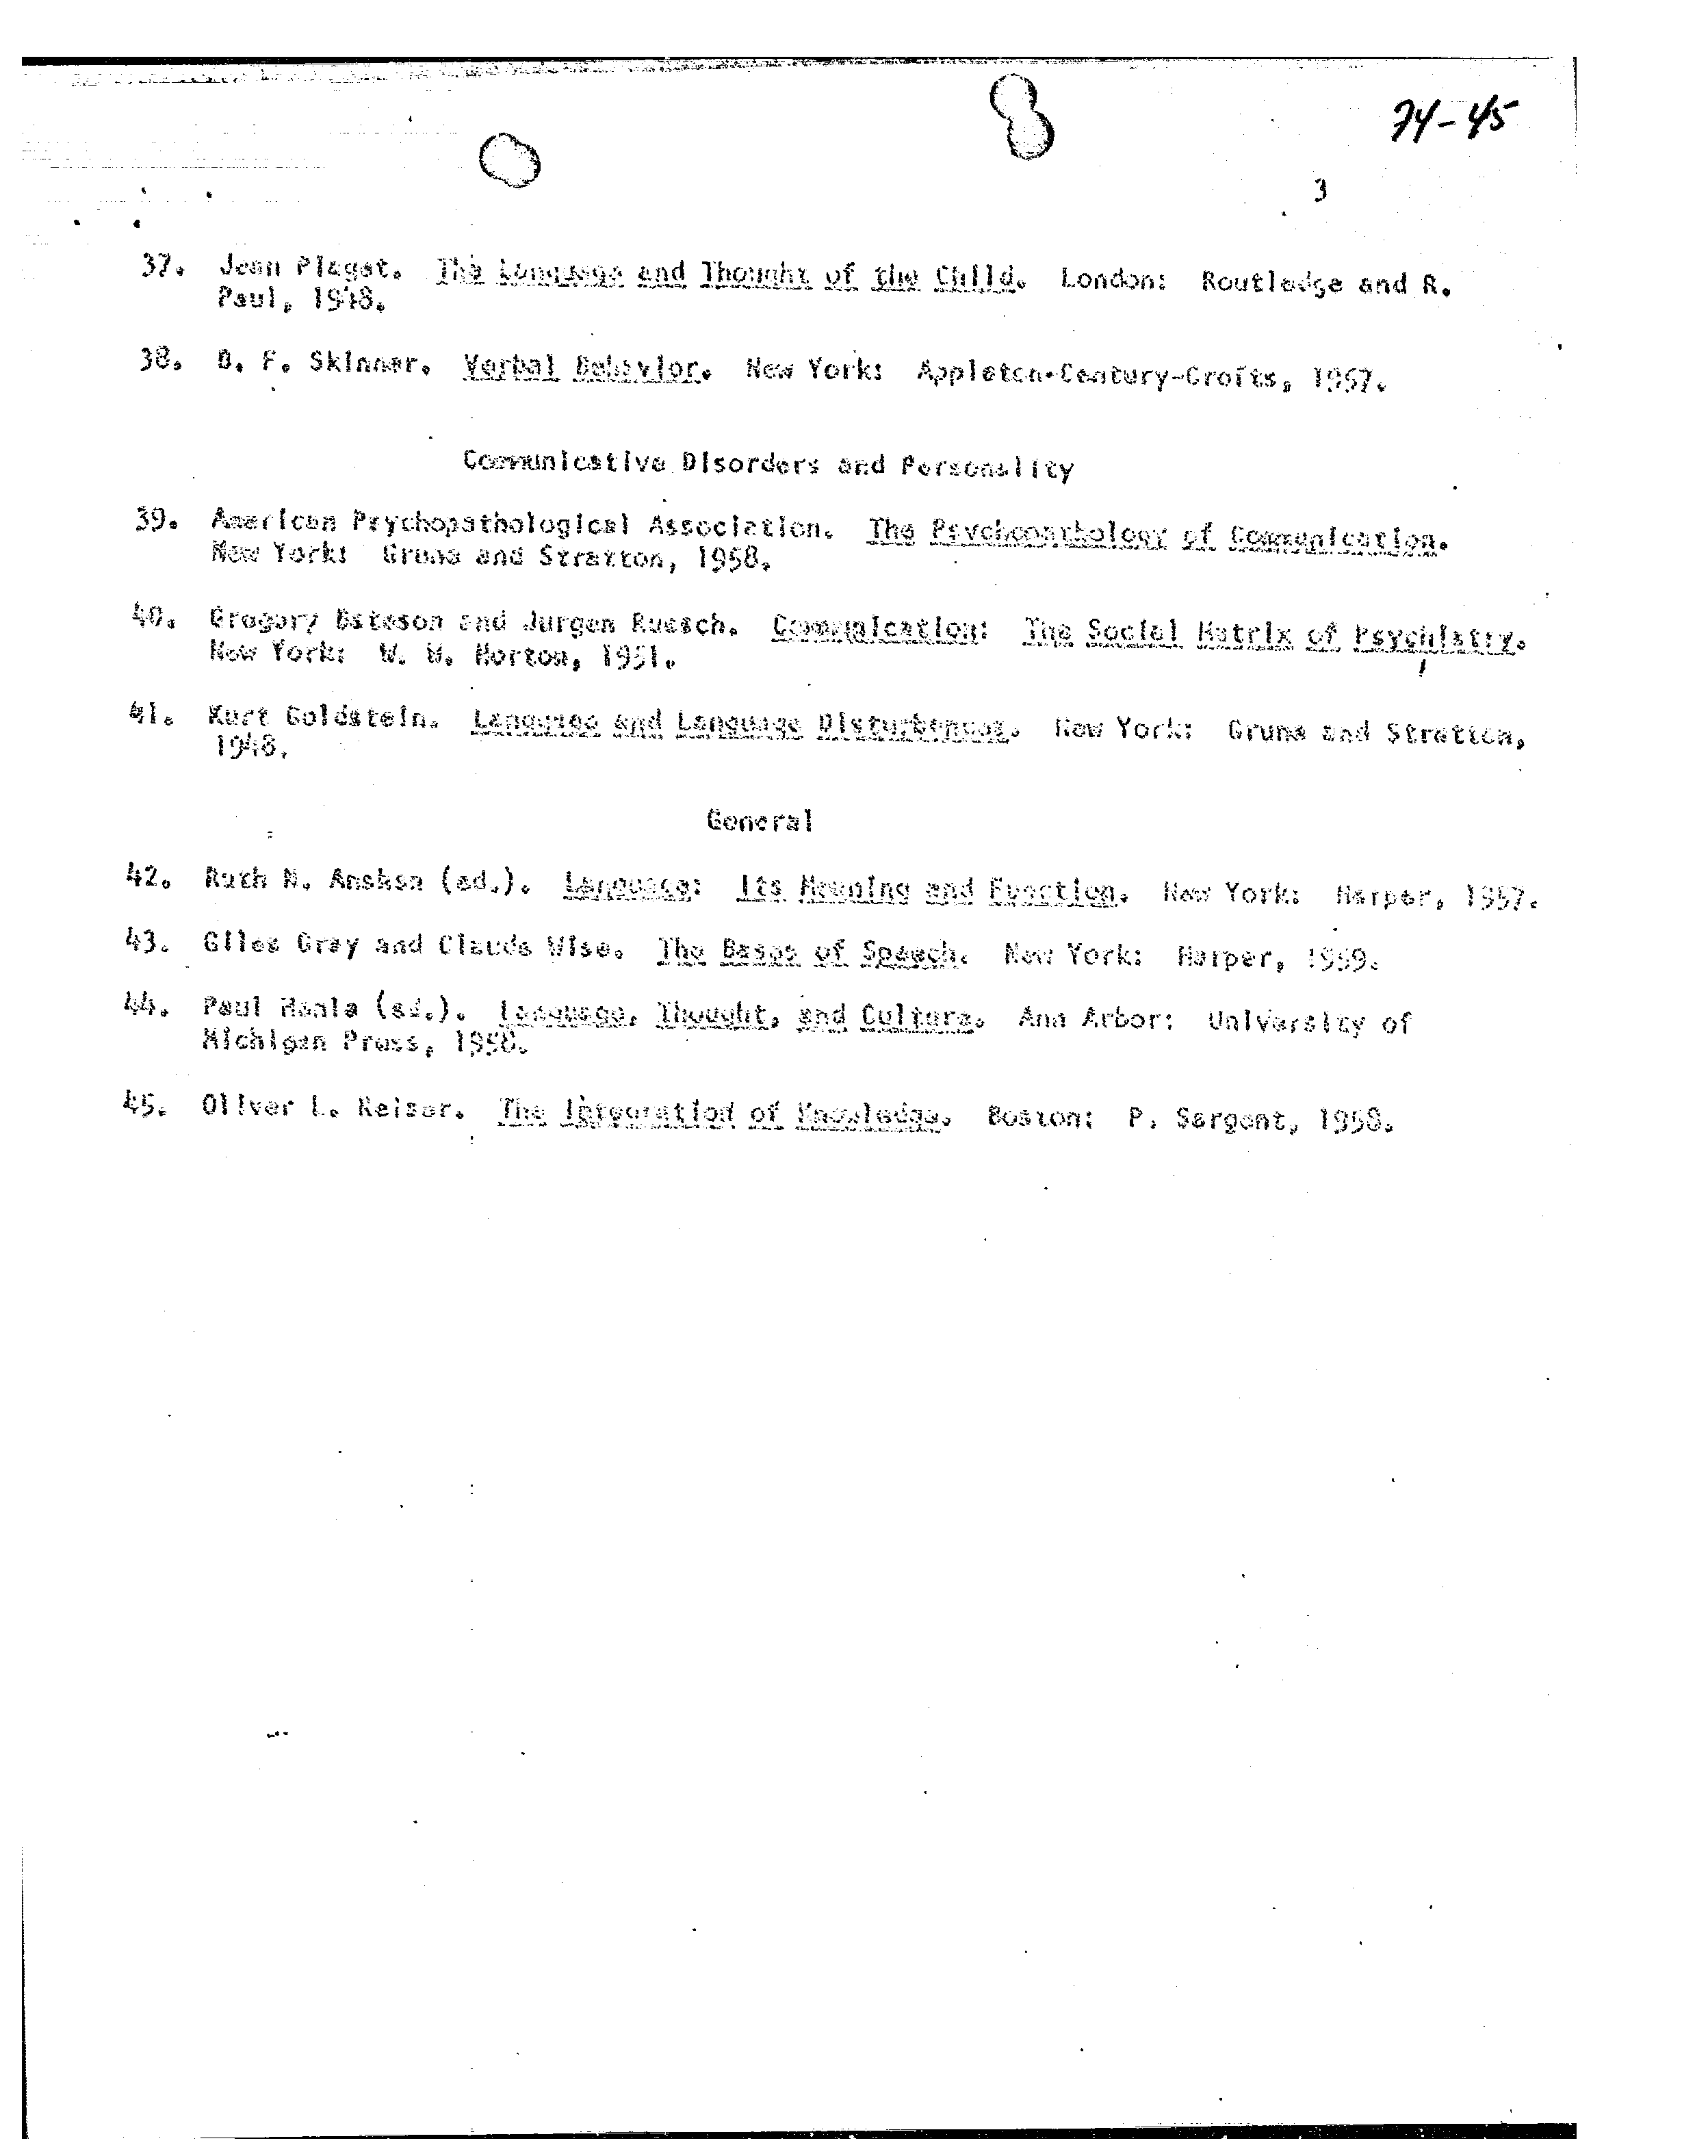 74-45
3
37. Jean Piaget. The Language and Thought of the Child. London: Routledge and R.
Paul, 1948.
38. B. F. Skinner. Verbal Behavior. New York: Appleton-Century-Crofts, 1957.
Communicative Disorders and Personality
39. American Psychopathological Association. The Psychopathology of Communication.
New York: Gruna and Stratton, 1958.
40. Gregory Bateson and Jurgen Ruesch. Communication: The Social Matrix of Psychistry.
New York: W. W. Norton, 1951.
41. Kurt Goldstein. Language and Language Disturbances. New York: Gruna and Stratton,
1948.
General
42. Ruth N. Anshen (ed.). Language: Its Meaning and Function. New York: Harper, 1957.
43. Giles Gray and Claude Wise. The Bases of Speech. New York: Harper, 1959.
44. Paul Henle (ed.). Language, Thought, and Culture. Ann Arbor: University of
Michigan Press, 1958.
45. Oliver L. Reiser. The Integration of Knowledge. Boston: P. Sargent, 1958.